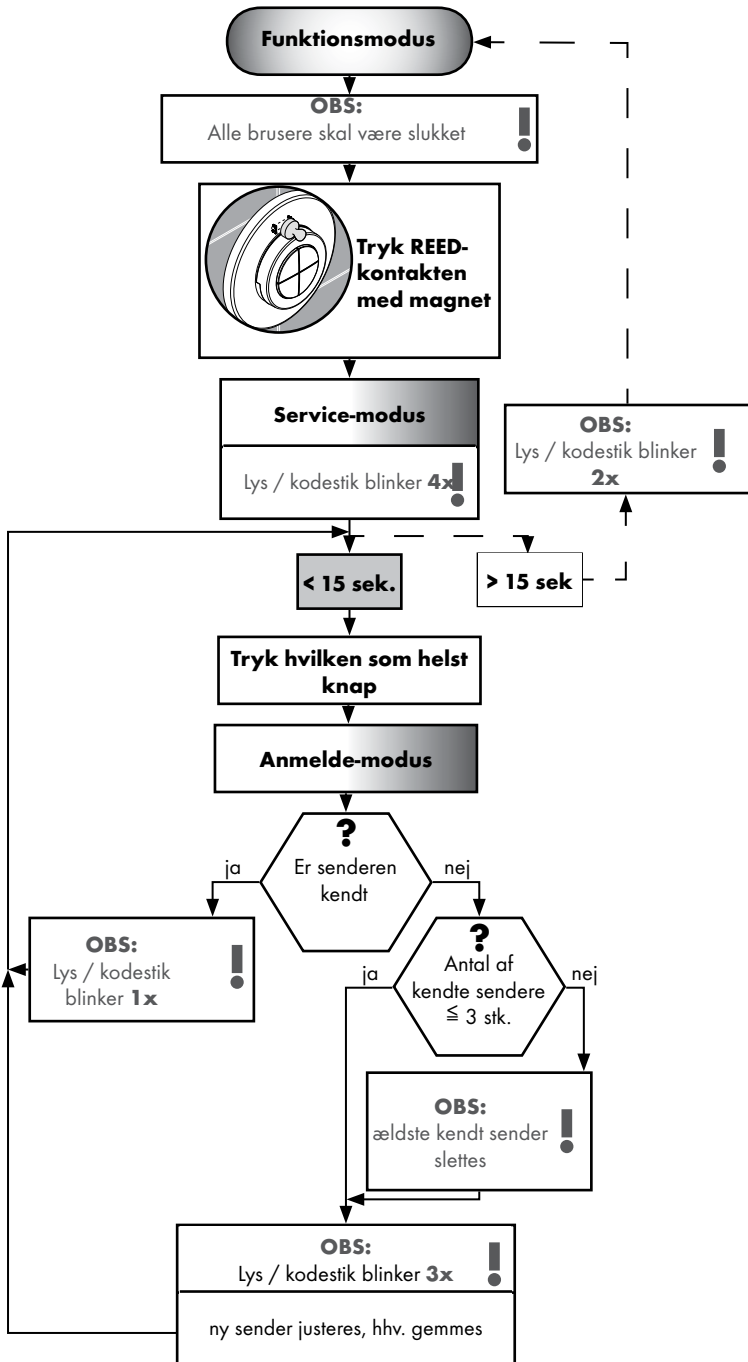 Funktionsmodus
OBS:
Alle brusere skal være slukket
Tryk REED-
kontakten
med magnet
Service-modus
Lys / kodestik blinker 4x
OBS:
Lys / kodestik blinker
2x
< 15 sek.
> 15 sek
Tryk hvilken som helst
knap
Anmelde-modus
?
Er senderen
kendt
ja
nej
OBS:
Lys / kodestik
blinker 1x
?
Antal af
kendte sendere
≦ 3 stk.
ja
nej
OBS:
ældste kendt sender
slettes
OBS:
Lys / kodestik blinker 3x
ny sender justeres, hhv. gemmes